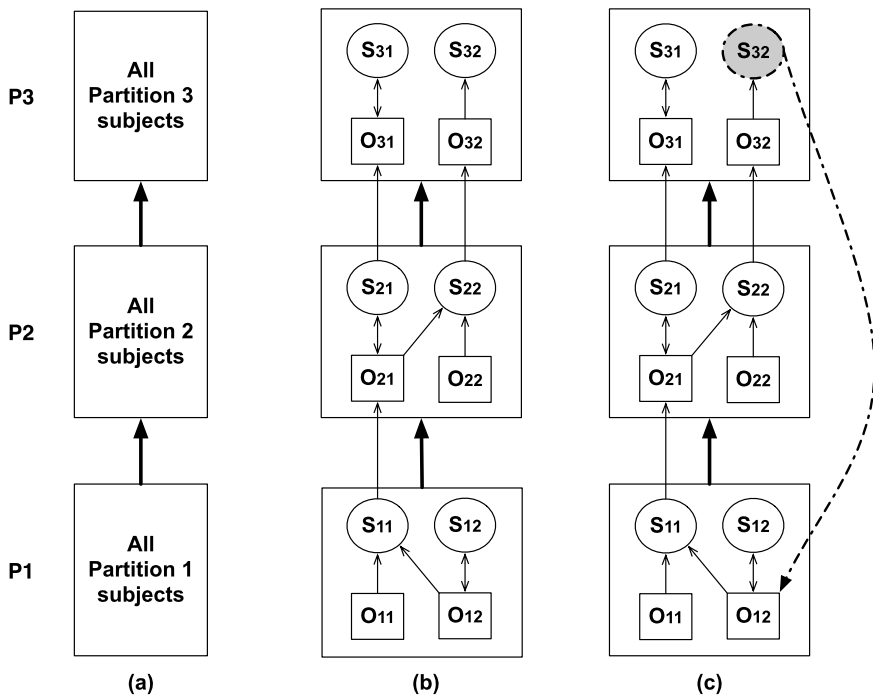 P3
All
Partition 3
subjects
S31
S32
O31
O32
S31
S32
O31
O32
P2
All
Partition 2
subjects
S21
S22
O21
O22
S21
S22
O21
O22
P1
All
Partition 1
subjects
S11
S12
O11
O12
S11
S12
O11
O12
(a)
(b)
(c)